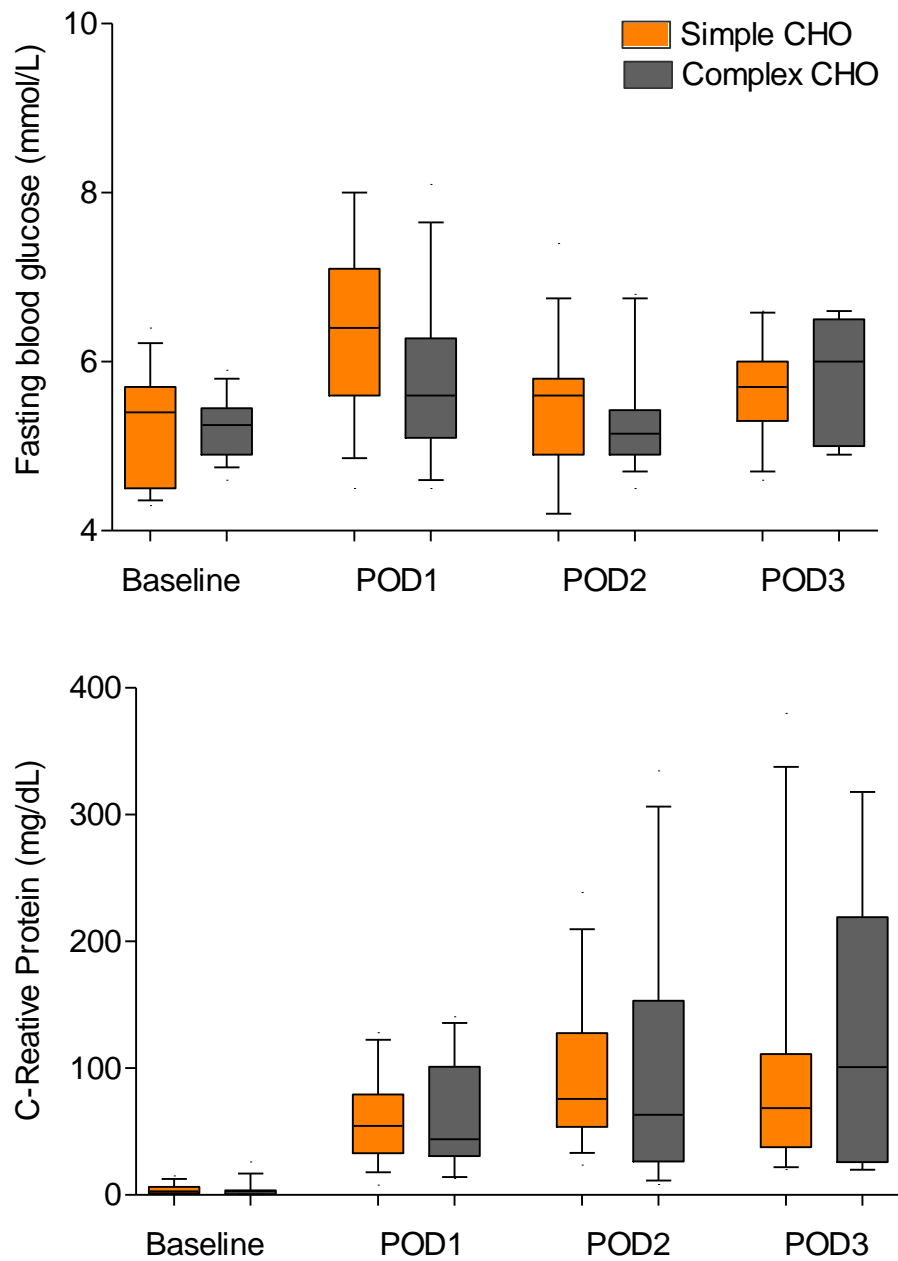 Fasting blood glucose (mmol/L)
10
8
6
4
Simple CHO
Complex CHO
Baseline POD1 POD2 POD3
C-Reative Protein (mg/dL)
400
300
200
100
0
Baseline POD1 POD2 POD3